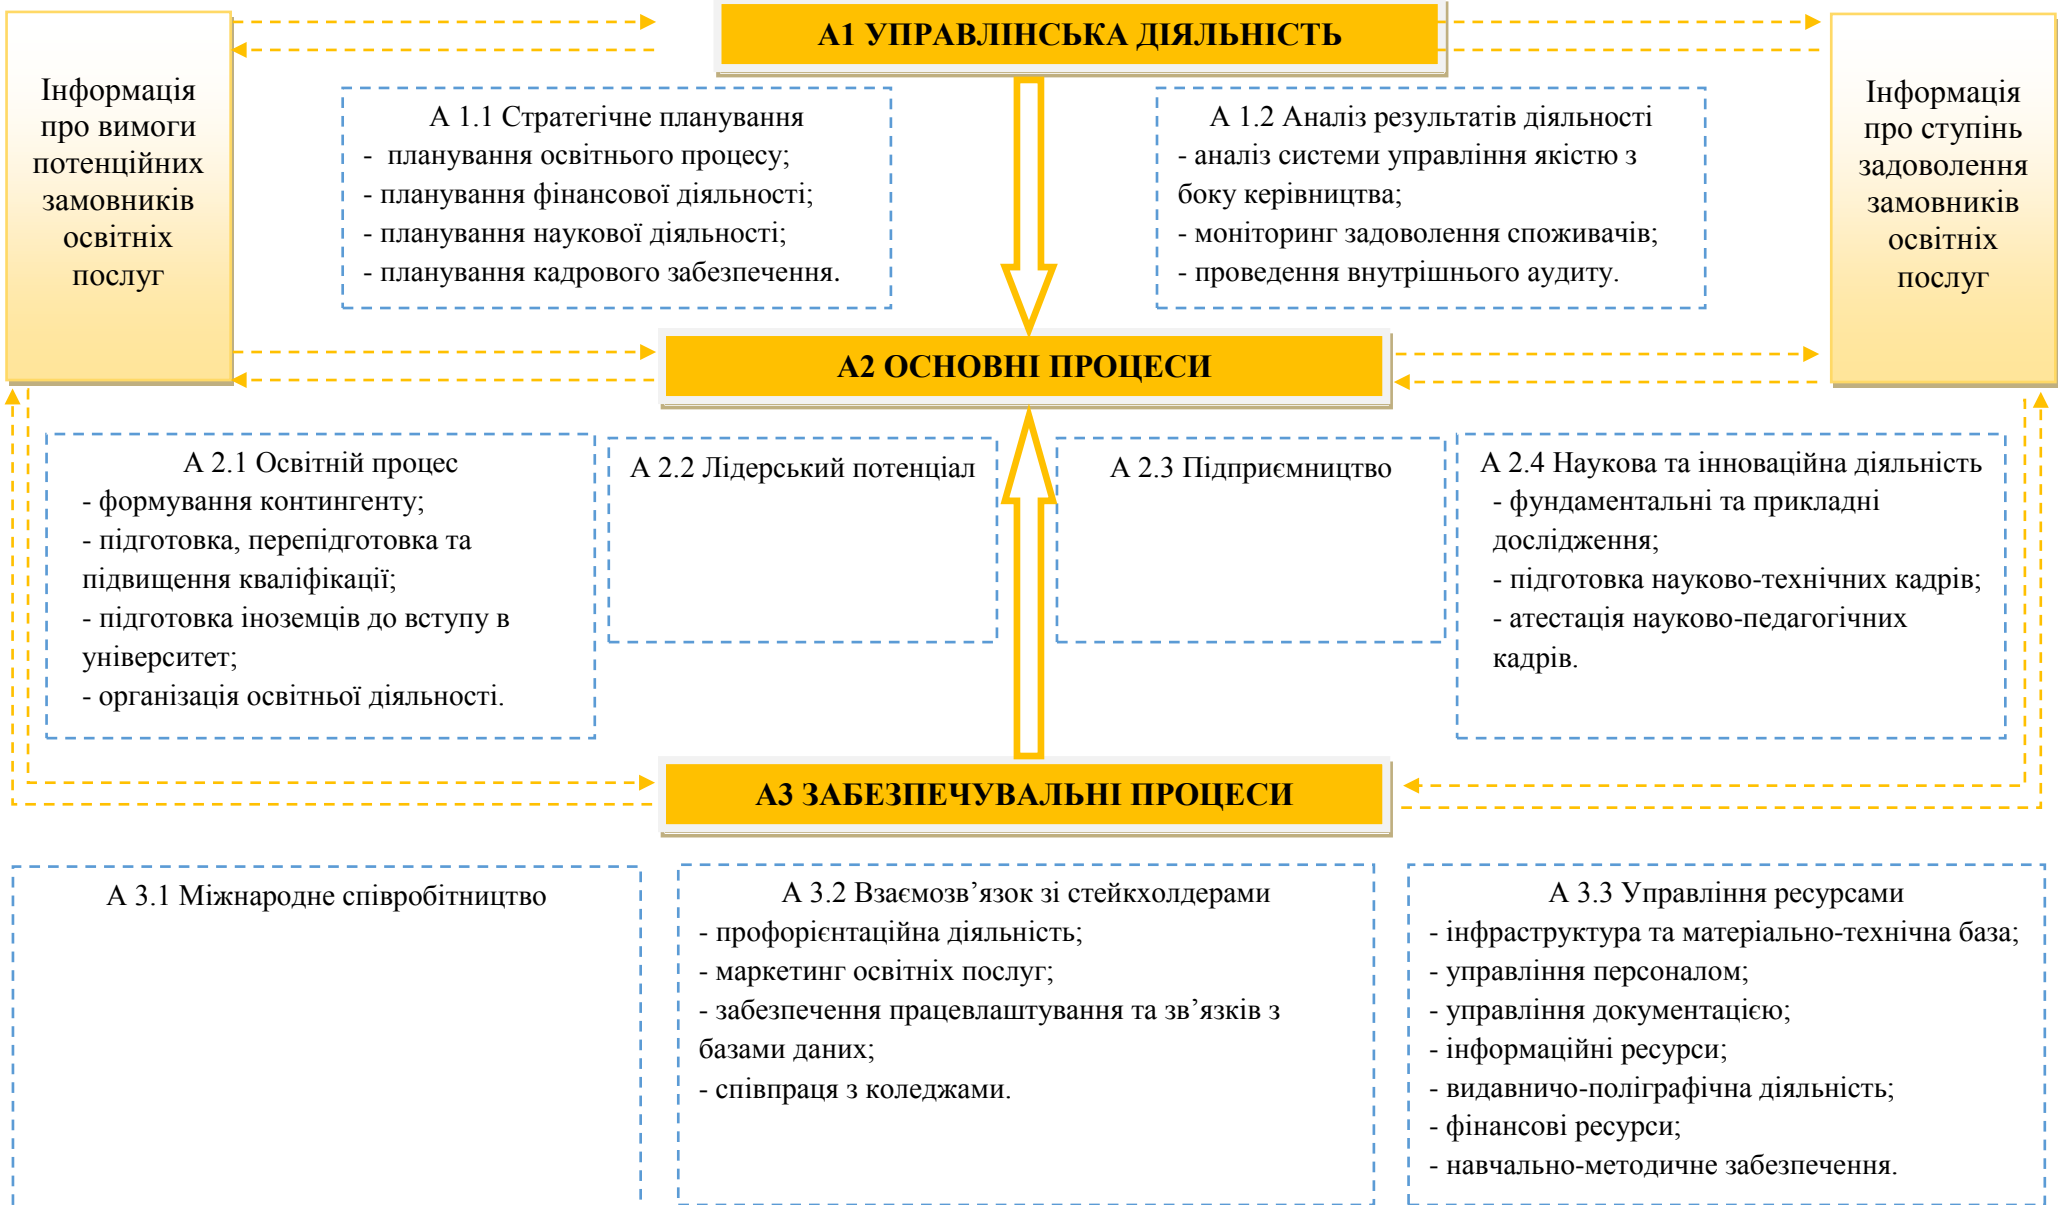 А1 УПРАВЛІНСЬКА ДІЯЛЬНІСТЬ
Інформація
про вимоги
потенційних
замовників
освітніх
послуг
А 1.1 Стратегічне планування
- планування освітнього процесу;
- планування фінансової діяльності;
- планування наукової діяльності;
- планування кадрового забезпечення.
А 1.2 Аналіз результатів діяльності
- аналіз системи управління якістю з
боку керівництва;
- моніторинг задоволення споживачів;
- проведення внутрішнього аудиту.
Інформація
про ступінь
задоволення
замовників
освітніх
послуг
А2 ОСНОВНІ ПРОЦЕСИ
А 2.1 Освітній процес
- формування контингенту;
- підготовка, перепідготовка та
підвищення кваліфікації;
- підготовка іноземців до вступу в
університет;
- організація освітньої діяльності.
А 2.2 Лідерський потенціал
А 2.3 Підприємництво
А 2.4 Наукова та інноваційна діяльність
- фундаментальні та прикладні
дослідження;
- підготовка науково-технічних кадрів;
- атестація науково-педагогічних
кадрів.
А3 ЗАБЕЗПЕЧУВАЛЬНІ ПРОЦЕСИ
А 3.1 Міжнародне співробітництво
А 3.2 Взаємозв’язок зі стейкхолдерами
- профорієнтаційна діяльність;
- маркетинг освітніх послуг;
- забезпечення працевлаштування та зв’язків з
базами даних;
- співпраця з коледжами.
А 3.3 Управління ресурсами
- інфраструктура та матеріально-технічна база;
- управління персоналом;
- управління документацією;
- інформаційні ресурси;
- видавничо-поліграфічна діяльність;
- фінансові ресурси;
- навчально-методичне забезпечення.